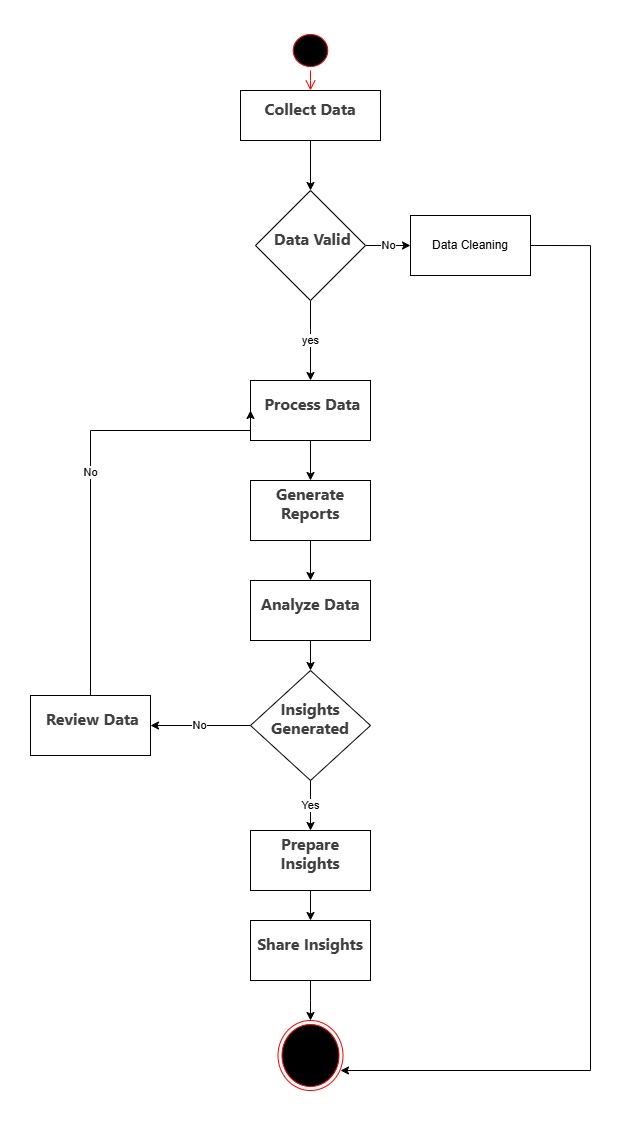 Collect Data
Data Valid
No
Data Cleaning
yes
Process Data
No
Generate
Reports
Analyze Data
Insights
Generated
No
Review Data
Yes
Prepare
Insights
Share Insights